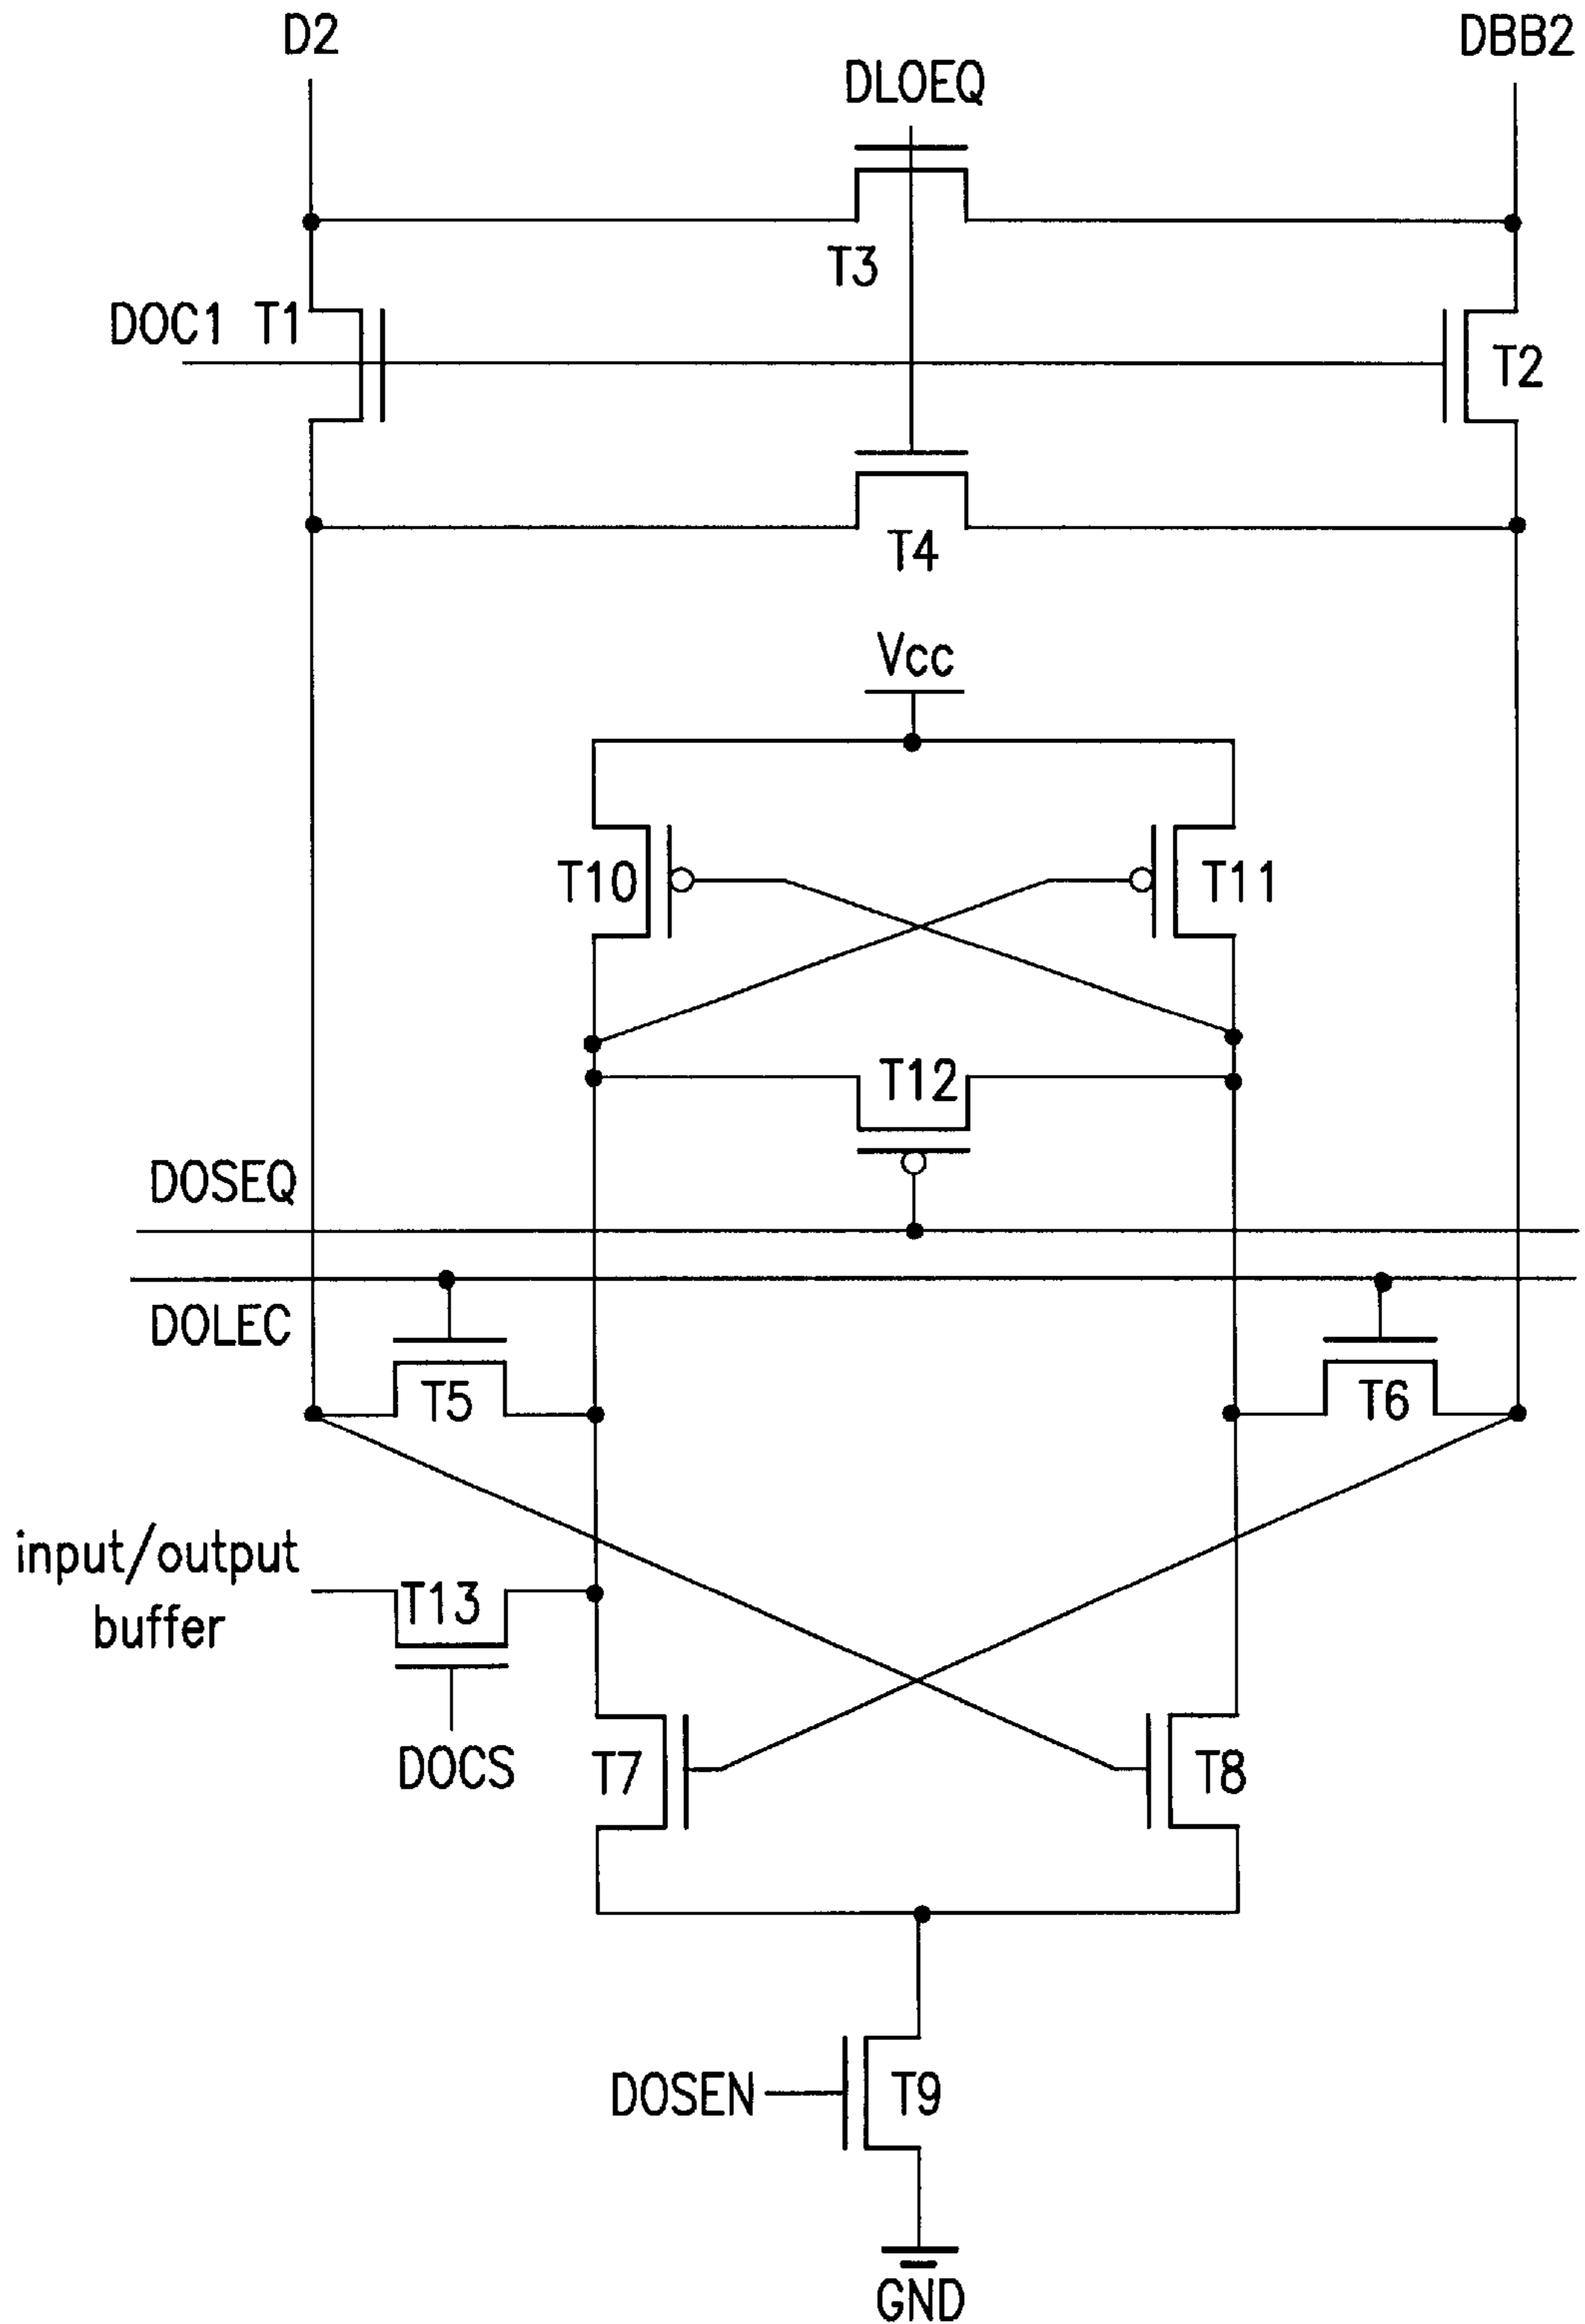 D2
DBB2
DLOEQ
T3
DOC1 T1
T2
T4
Vcc
T10
T11
T12
DOSEQ
DOLEC
T5
T6
input/output
buffer
T13
DOCS
T7
T8
DOSEN
T9
GND